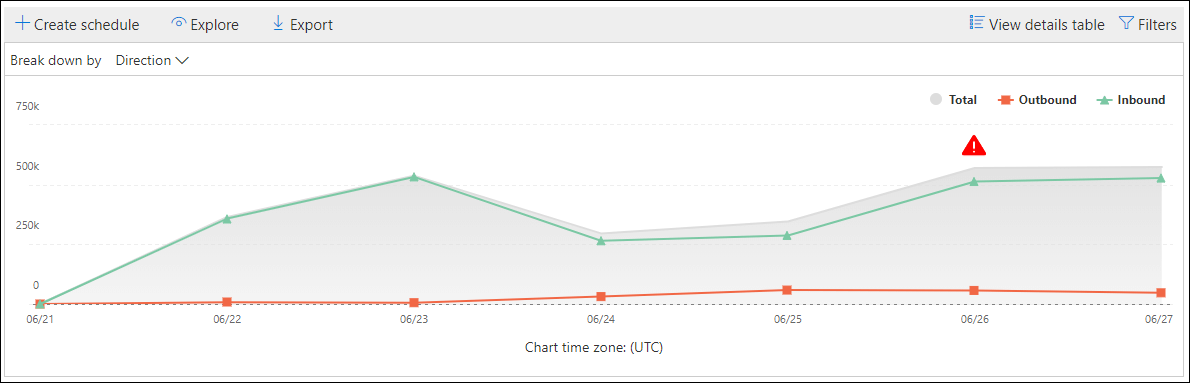 Create schedule Explore Export View details table Filters
Break down by Direction
Total Outbound Inbound
750k
500k
250k
0
06/21 06/22 06/23 06/24 06/25 06/26 06/27
Chart time zone: (UTC)